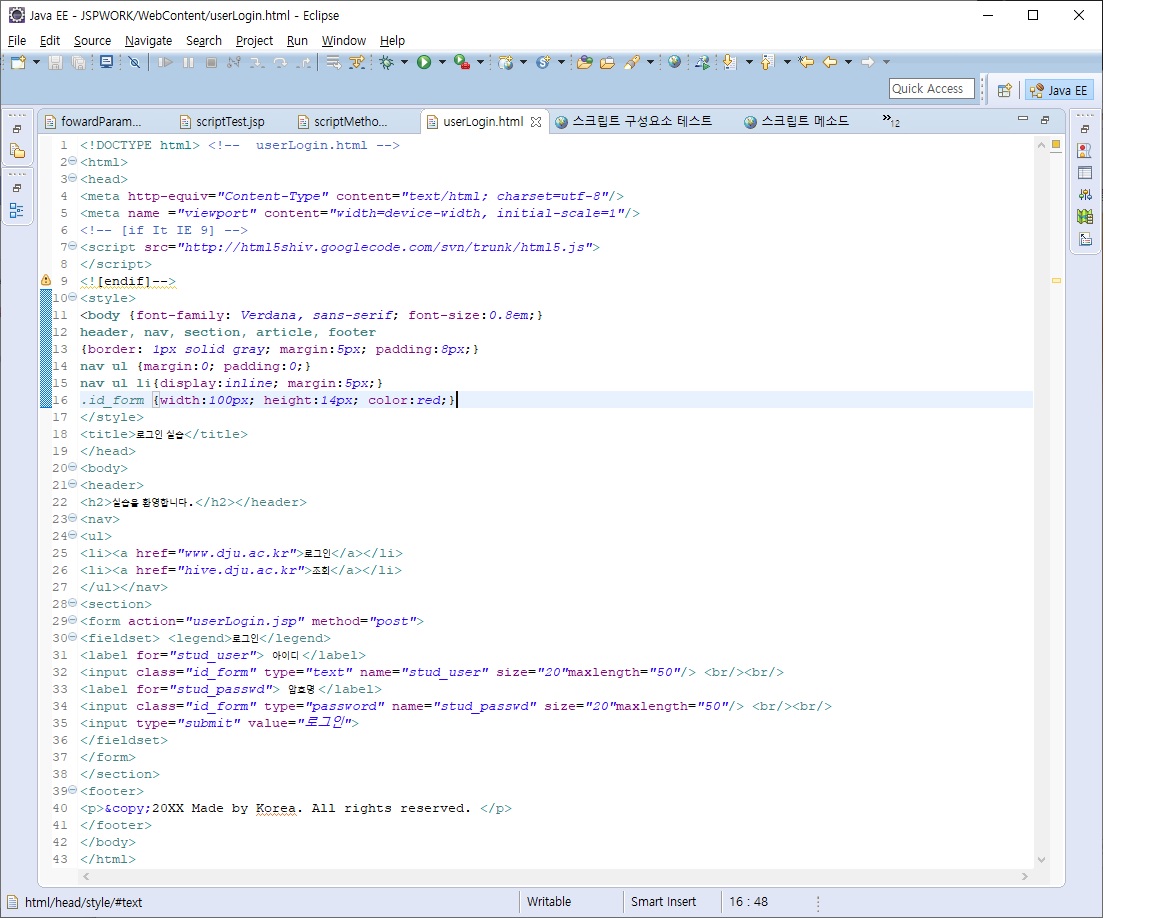 Java EE - JSPWORK/WebContent/userLogin.html - Eclipse
File Edit Source Navigate Search Project Run Window Help
Quick Access
Java EE
fowardParam...
scriptTest.jsp
scriptMetho...
userLogin.html
스크립트 구성요소 테스트
스크립트 메소드
»12
1 <!DOCTYPE html> <!--  userLogin.html -->
2 <html>
3 <head>
4 <meta http-equiv="Content-Type" content="text/html; charset=utf-8"/>
5 <meta name ="viewport" content="width=device-width, initial-scale=1"/>
6 <!-- [if It IE 9] -->
7 <script src="http://html5shiv.googlecode.com/svn/trunk/html5.js">
8 </script>
9 <![endif]-->
10 <style>
11 <body {font-family: Verdana, sans-serif; font-size:0.8em;}
12 header, nav, section, article, footer
13 {border: 1px solid gray; margin:5px; padding:8px;}
14 nav ul {margin:0; padding:0;}
15 nav ul li{display:inline; margin:5px;}
16 .id_form {width:100px; height:14px; color:red;}
17 </style>
18 <title>로그인 실습</title>
19 </head>
20 <body>
21 <header>
22 <h2>실습을 환영합니다.</h2></header>
23 <nav>
24 <ul>
25 <li><a href="www.dju.ac.kr">로그인</a></li>
26 <li><a href="hive.dju.ac.kr">조회</a></li>
27 </ul></nav>
28 <section>
29 <form action="userLogin.jsp" method="post">
30 <fieldset> <legend>로그인</legend>
31 <label for="stud_user"> 아이디 </label>
32 <input class="id_form" type="text" name="stud_user" size="20"maxlength="50"/> <br/><br/>
33 <label for="stud_passwd"> 암호명 </label>
34 <input class="id_form" type="password" name="stud_passwd" size="20"maxlength="50"/> <br/><br/>
35 <input type="submit" value="로그인">
36 </fieldset>
37 </form>
38 </section>
39 <footer>
40 <p>&copy;20XX Made by Korea. All rights reserved. </p>
41 </footer>
42 </body>
43 </html>
html/head/style/#text
Writable
Smart Insert
16 : 48